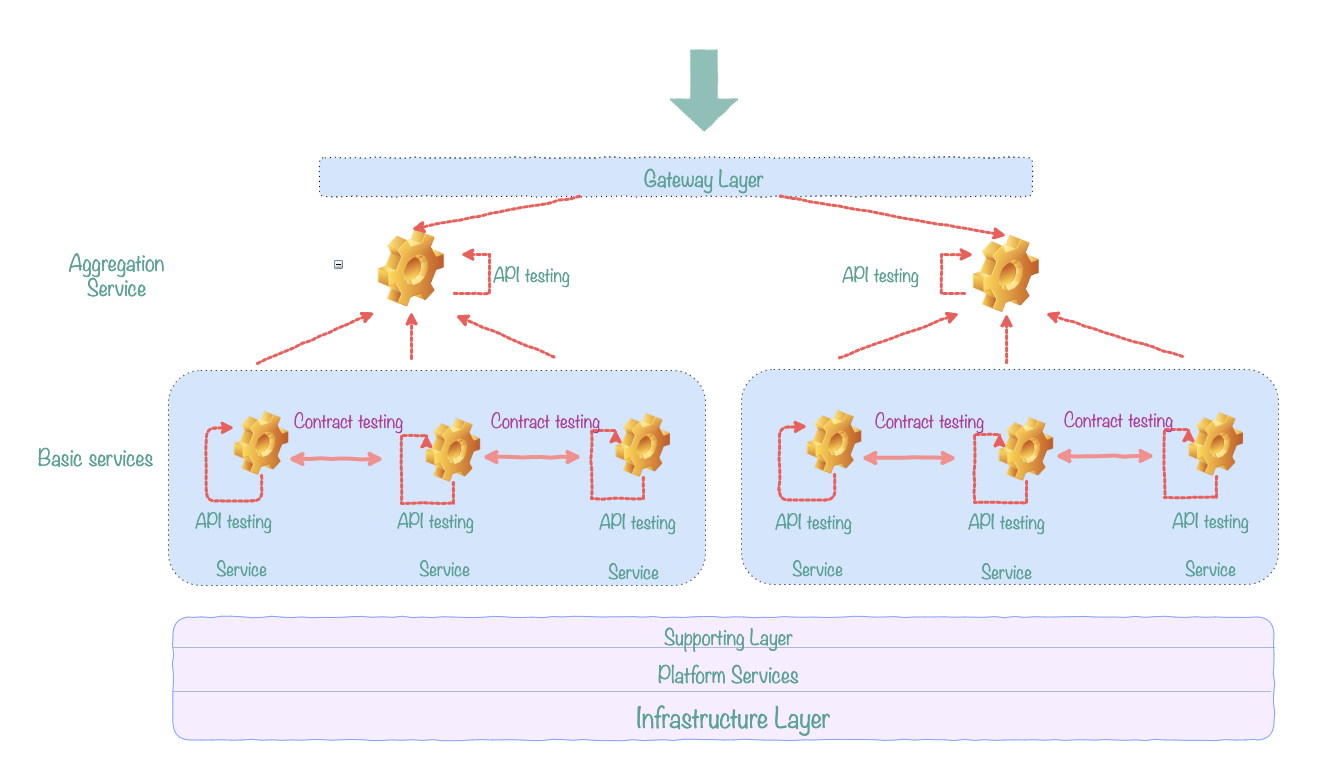 Gateway Layer
Aggregation
Service
API testing
API testing
Basic services
Contract testing
Contract testing
API testing
API testing
API testing
Service
Service
Service
Contract testing
Contract testing
API testing
API testing
API testing
Service
Service
Service
Supporting Layer
Platform Services
Infrastructure Layer